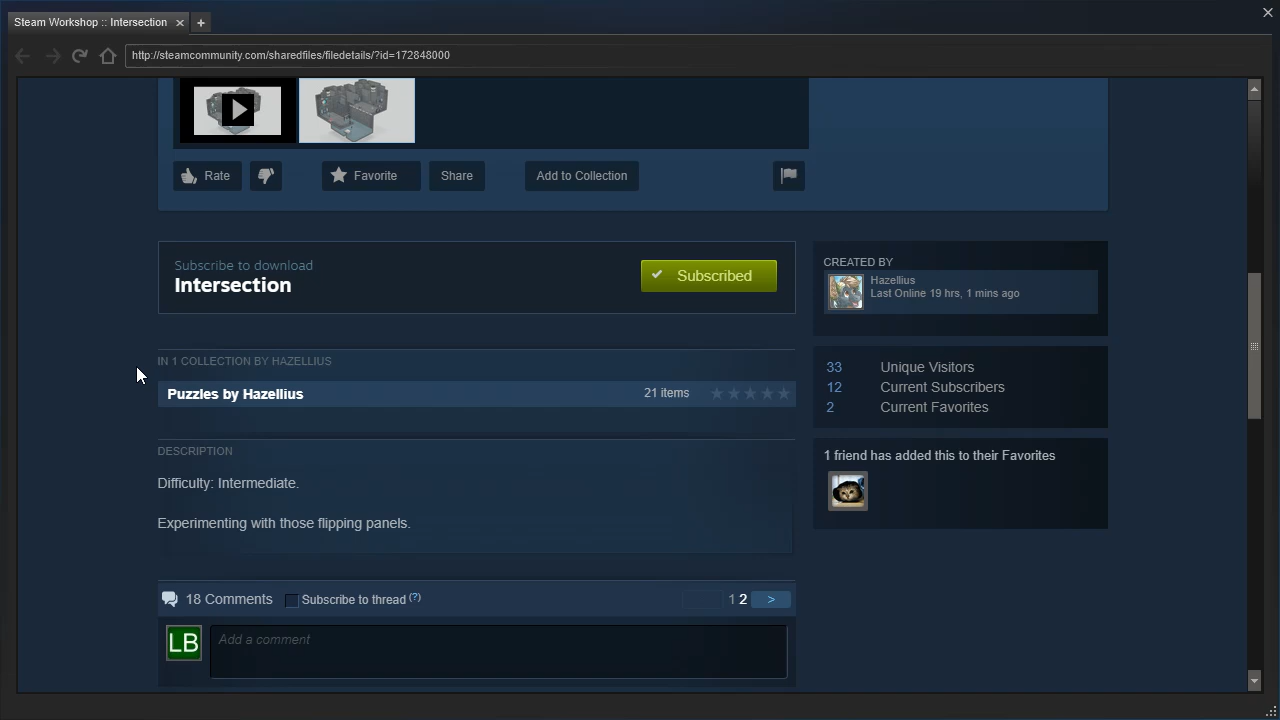 Steam Workshop :: Intersection
http://steamcommunity.com/sharedfiles/filedetails/?id=172848000
Rate
Favorite
Share
Add to Collection
Subscribe to download
Intersection
Subscribed
CREATED BY
Hazellius
Last Online 19 hrs, 1 mins ago
IN 1 COLLECTION BY HAZELLIUS
Puzzles by Hazellius 21 items
33 Unique Visitors
12 Current Subscribers
2 Current Favorites
DESCRIPTION
Difficulty: Intermediate.
Experimenting with those flipping panels.
1 friend has added this to their Favorites
18 Comments Subscribe to thread (?) 1 2 >
LB
Add a comment